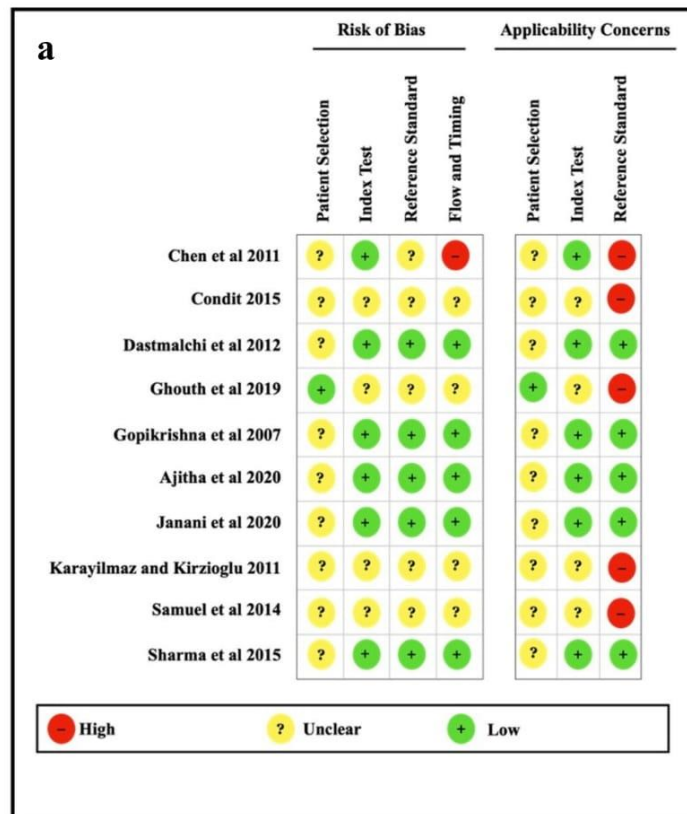 a
Risk of Bias
Applicability Concerns
Patient Selection
Index Test
Reference Standard
Flow and Timing
Patient Selection
Index Test
Reference Standard
Chen et al 2011 ? + ? − ? + −
Condit 2015 ? ? ? ? ? ? −
Dastmalchi et al 2012 ? + + + ? + +
Ghouth et al 2019 + ? ? ? + ? −
Gopikrishna et al 2007 ? + + + ? + +
Ajitha et al 2020 ? + + + ? + +
Janani et al 2020 ? + + + ? + +
Karayilmaz and Kirzioglu 2011 ? ? ? ? ? ? −
Samuel et al 2014 ? ? ? ? ? ? −
Sharma et al 2015 ? + + + ? + +
− High ? Unclear + Low